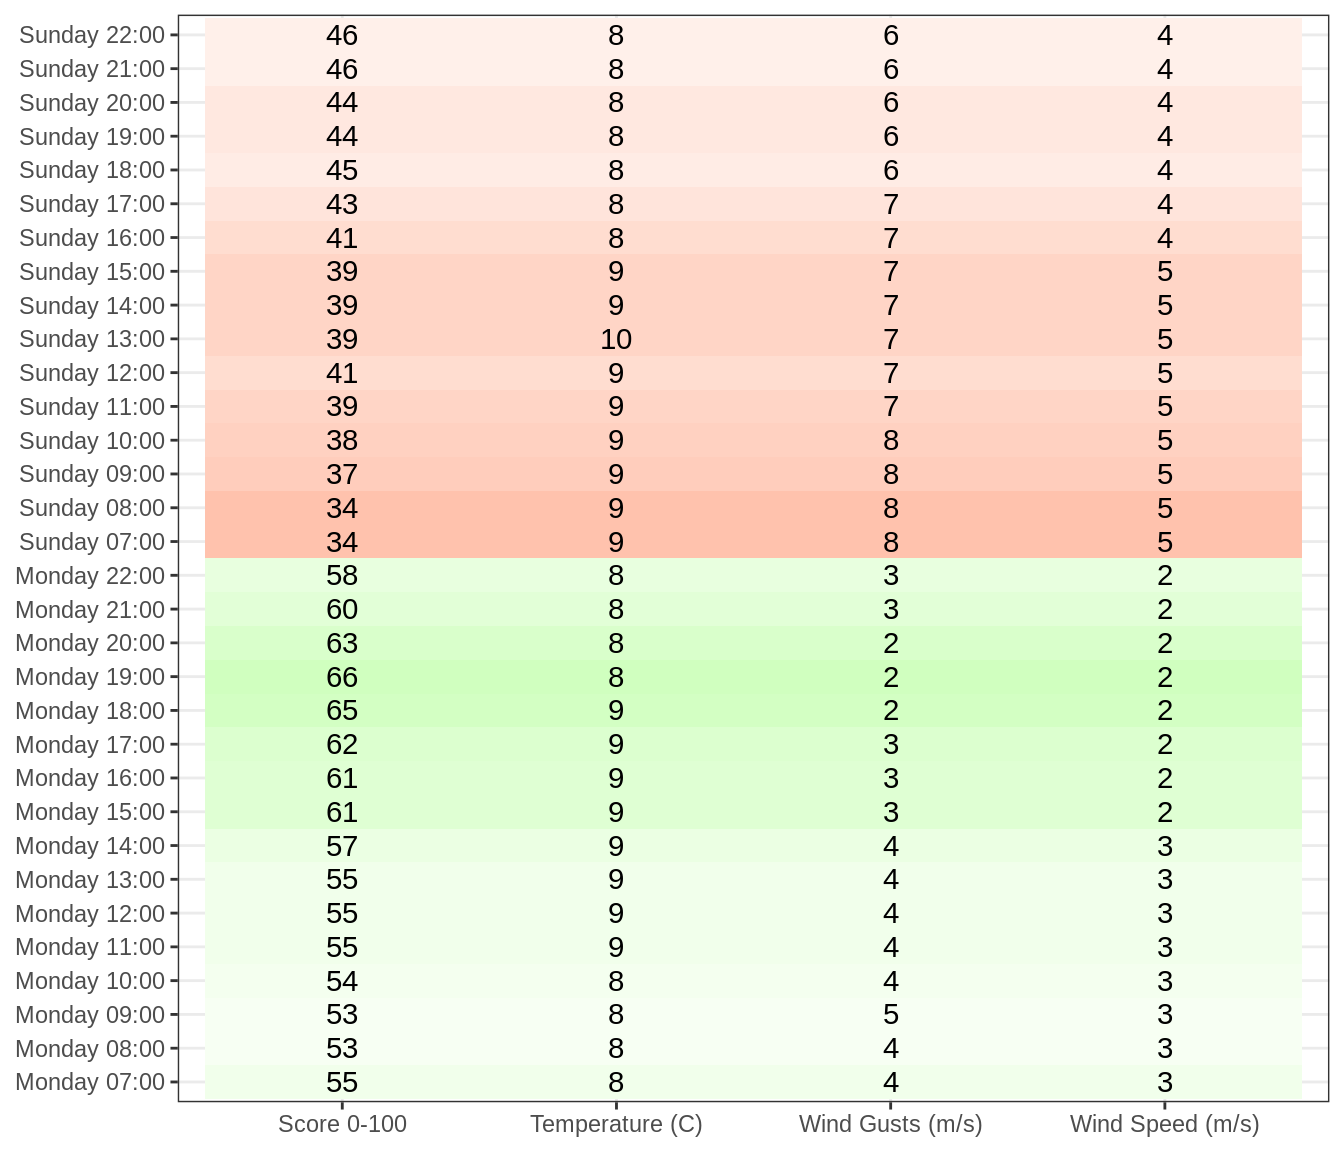 Sunday 22:00 46 8 6 4
Sunday 21:00 46 8 6 4
Sunday 20:00 44 8 6 4
Sunday 19:00 44 8 6 4
Sunday 18:00 45 8 6 4
Sunday 17:00 43 8 7 4
Sunday 16:00 41 8 7 4
Sunday 15:00 39 9 7 5
Sunday 14:00 39 9 7 5
Sunday 13:00 39 10 7 5
Sunday 12:00 41 9 7 5
Sunday 11:00 39 9 7 5
Sunday 10:00 38 9 8 5
Sunday 09:00 37 9 8 5
Sunday 08:00 34 9 8 5
Sunday 07:00 34 9 8 5
Monday 22:00 58 8 3 2
Monday 21:00 60 8 3 2
Monday 20:00 63 8 2 2
Monday 19:00 66 8 2 2
Monday 18:00 65 9 2 2
Monday 17:00 62 9 3 2
Monday 16:00 61 9 3 2
Monday 15:00 61 9 3 2
Monday 14:00 57 9 4 3
Monday 13:00 55 9 4 3
Monday 12:00 55 9 4 3
Monday 11:00 55 9 4 3
Monday 10:00 54 8 4 3
Monday 09:00 53 8 5 3
Monday 08:00 53 8 4 3
Monday 07:00 55 8 4 3
Score 0-100 Temperature (C) Wind Gusts (m/s) Wind Speed (m/s)